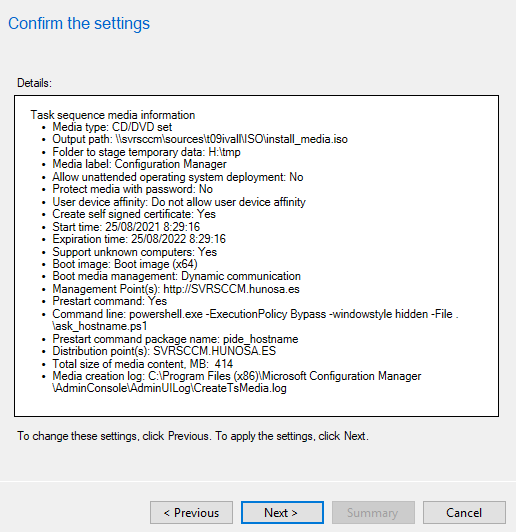 Confirm the settings
Details:
Task sequence media information
• Media type: CD/DVD set
• Output path: \\svrsccm\sources\t09ivall\ISO\install_media.iso
• Folder to stage temporary data: H:\tmp
• Media label: Configuration Manager
• Allow unattended operating system deployment: No
• Protect media with password: No
• User device affinity: Do not allow user device affinity
• Create self signed certificate: Yes
• Start time: 25/08/2021 8:29:16
• Expiration time: 25/08/2022 8:29:16
• Support unknown computers: Yes
• Boot image: Boot image (x64)
• Boot media management: Dynamic communication
• Management Point(s): http://SVRSCCM.hunosa.es
• Prestart command: Yes
• Command line: powershell.exe -ExecutionPolicy Bypass -windowstyle hidden -File .
\ask_hostname.ps1
• Prestart command package name: pide_hostname
• Distribution point(s): SVRSCCM.HUNOSA.ES
• Total size of media content, MB: 414
• Media creation log: C:\Program Files (x86)\Microsoft Configuration Manager
\AdminConsole\AdminUILog\CreateTsMedia.log
To change these settings, click Previous. To apply the settings, click Next.
< Previous
Next >
Summary
Cancel